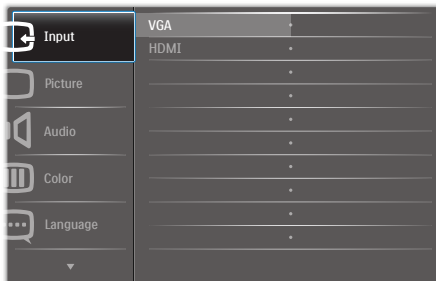 Input
VGA
HDMI
Picture
Audio
Color
Language